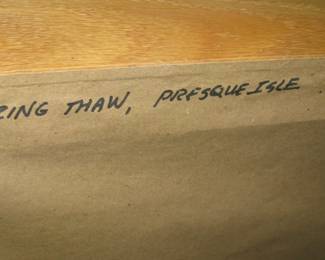 RING THAW, PRESQUE ISLE